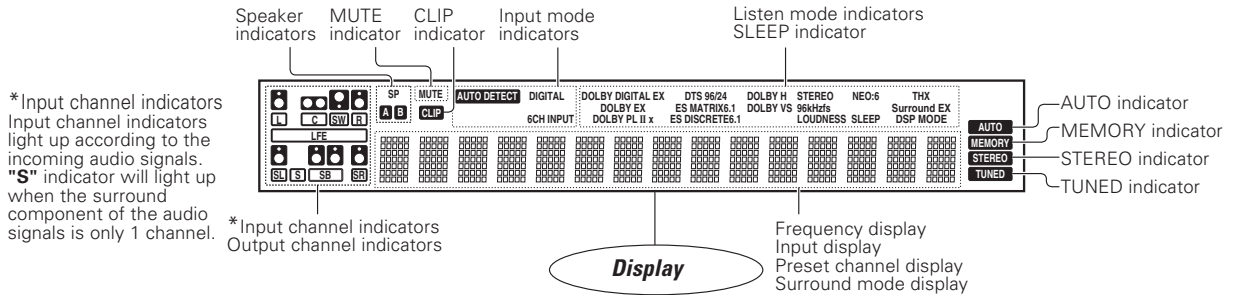 Speaker
indicators
MUTE
indicator
CLIP
indicator
Input mode
indicators
Listen mode indicators
SLEEP indicator
*Input channel indicators
Input channel indicators
light up according to the
incoming audio signals.
"S" indicator will light up
when the surround
component of the audio
signals is only 1 channel.
L C SW R
LFE
SL S SB SR
SP
A B
MUTE
CLIP
AUTO DETECT DIGITAL
6CH INPUT
DOLBY DIGITAL EX DTS 96/24 DOLBY H STEREO NEO:6 THX
DOLBY EX ES MATRIX6.1 DOLBY VS 96kHzfs Surround EX
DOLBY PL II x ES DISCRETE6.1 LOUDNESS SLEEP DSP MODE
AUTO
MEMORY
STEREO
TUNED
AUTO indicator
MEMORY indicator
STEREO indicator
TUNED indicator
*Input channel indicators
Output channel indicators
Display
Frequency display
Input display
Preset channel display
Surround mode display